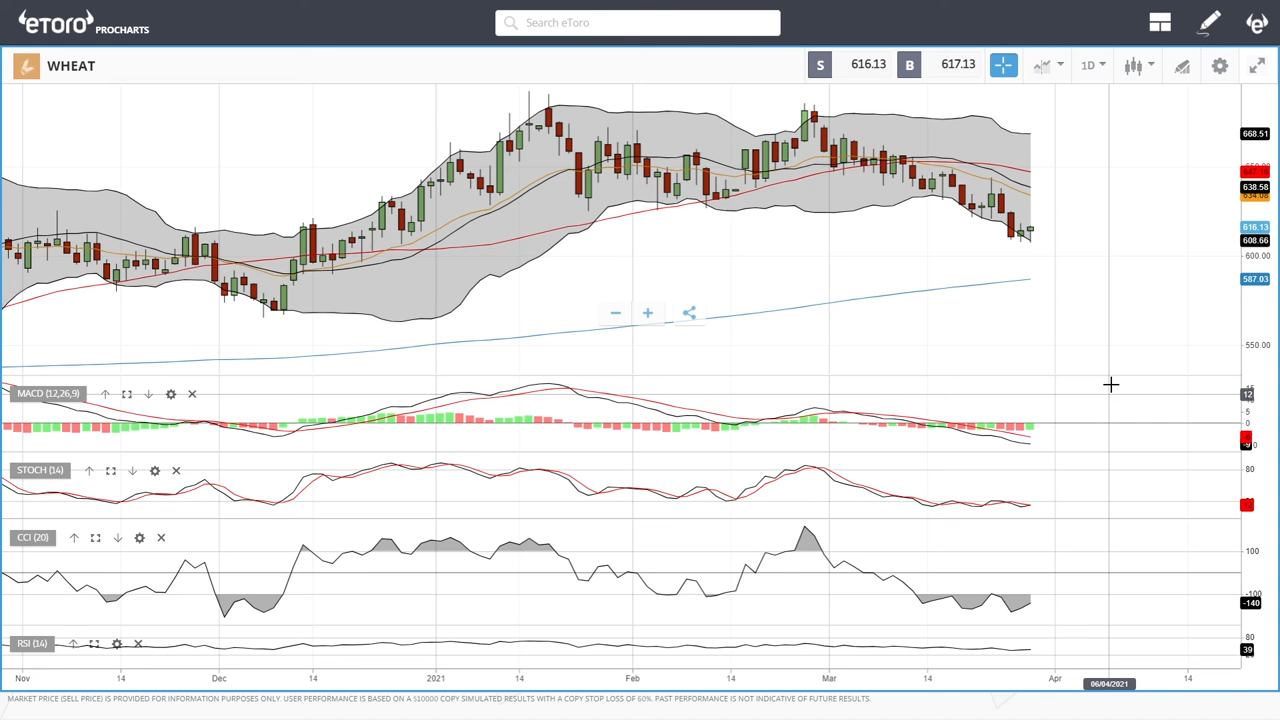 eTORO PROCHARTS
Search eToro
WHEAT
S 616.13 B 617.13
1D
668.51
638.58
616.13
608.66
600.00
587.03
550.00
MACD (12,26,9)
5
0
STOCH (14)
80
CCI (20)
100
-100
-140
RSI (14)
80
39
Nov 14 Dec 14 2021 14 Feb 14 Mar 14 Apr 06/04/2021 14
MARKET PRICE (SELL PRICE) IS PROVIDED FOR INFORMATION PURPOSES ONLY. USER PERFORMANCE IS BASED ON A $10000 COPY SIMULATED RESULTS WITH A COPY STOP LOSS OF 60%. PAST PERFORMANCE IS NOT INDICATIVE OF FUTURE RESULTS.